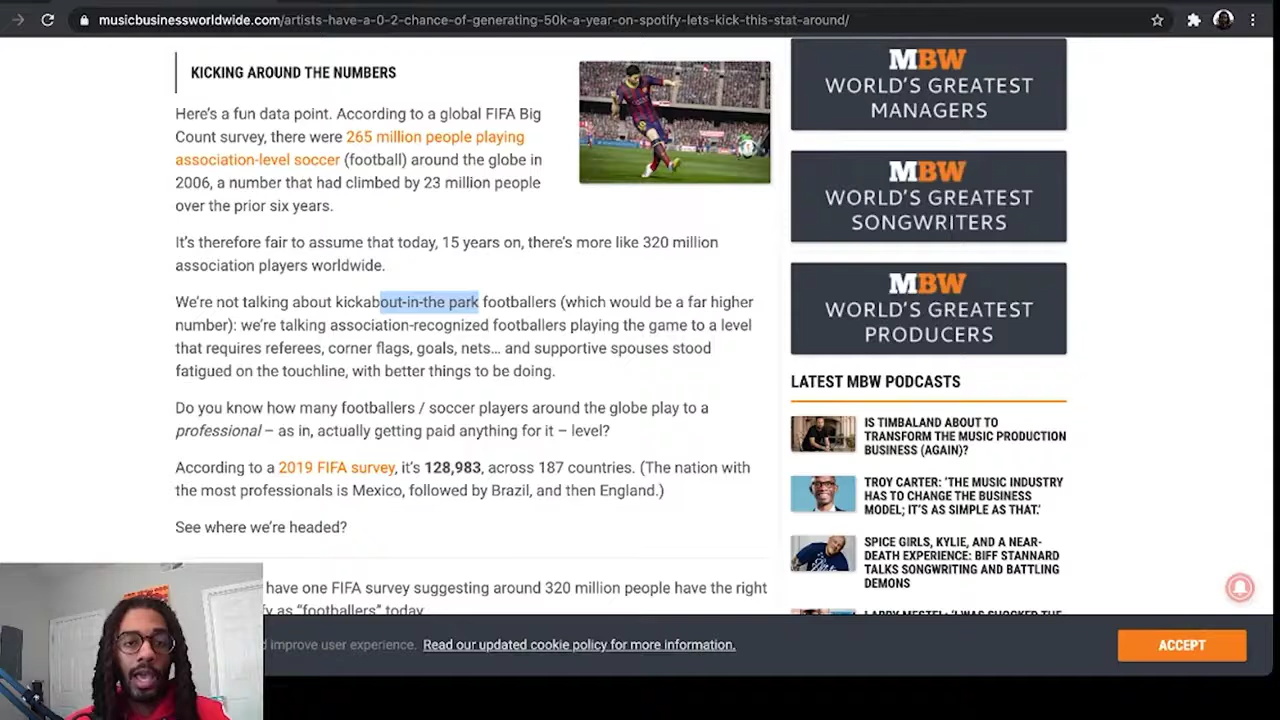 musicbusinessworldwide.com/artists-have-a-0-2-chance-of-generating-50k-a-year-on-spotify-lets-kick-this-stat-around/
KICKING AROUND THE NUMBERS
Here's a fun data point. According to a global FIFA Big
Count survey, there were 265 million people playing
association-level soccer (football) around the globe in
2006, a number that had climbed by 23 million people
over the prior six years.
It's therefore fair to assume that today, 15 years on, there's more like 320 million
association players worldwide.
We're not talking about kickabout-in-the park footballers (which would be a far higher
number): we're talking association-recognized footballers playing the game to a level
that requires referees, corner flags, goals, nets… and supportive spouses stood
fatigued on the touchline, with better things to be doing.
Do you know how many footballers / soccer players around the globe play to a
professional – as in, actually getting paid anything for it – level?
According to a 2019 FIFA survey, it's 128,983, across 187 countries. (The nation with
the most professionals is Mexico, followed by Brazil, and then England.)
See where we're headed?
have one FIFA survey suggesting around 320 million people have the right
as "footballers" today
MBW
WORLD'S GREATEST
MANAGERS
MBW
WORLD'S GREATEST
SONGWRITERS
MBW
WORLD'S GREATEST
PRODUCERS
LATEST MBW PODCASTS
IS TIMBALAND ABOUT TO
TRANSFORM THE MUSIC PRODUCTION
BUSINESS (AGAIN)?
TROY CARTER: 'THE MUSIC INDUSTRY
HAS TO CHANGE THE BUSINESS
MODEL; IT'S AS SIMPLE AS THAT.'
SPICE GIRLS, KYLIE, AND A NEAR-
DEATH EXPERIENCE: BIFF STANNARD
TALKS SONGWRITING AND BATTLING
DEMONS
improve user experience. Read our updated cookie policy for more information.
ACCEPT